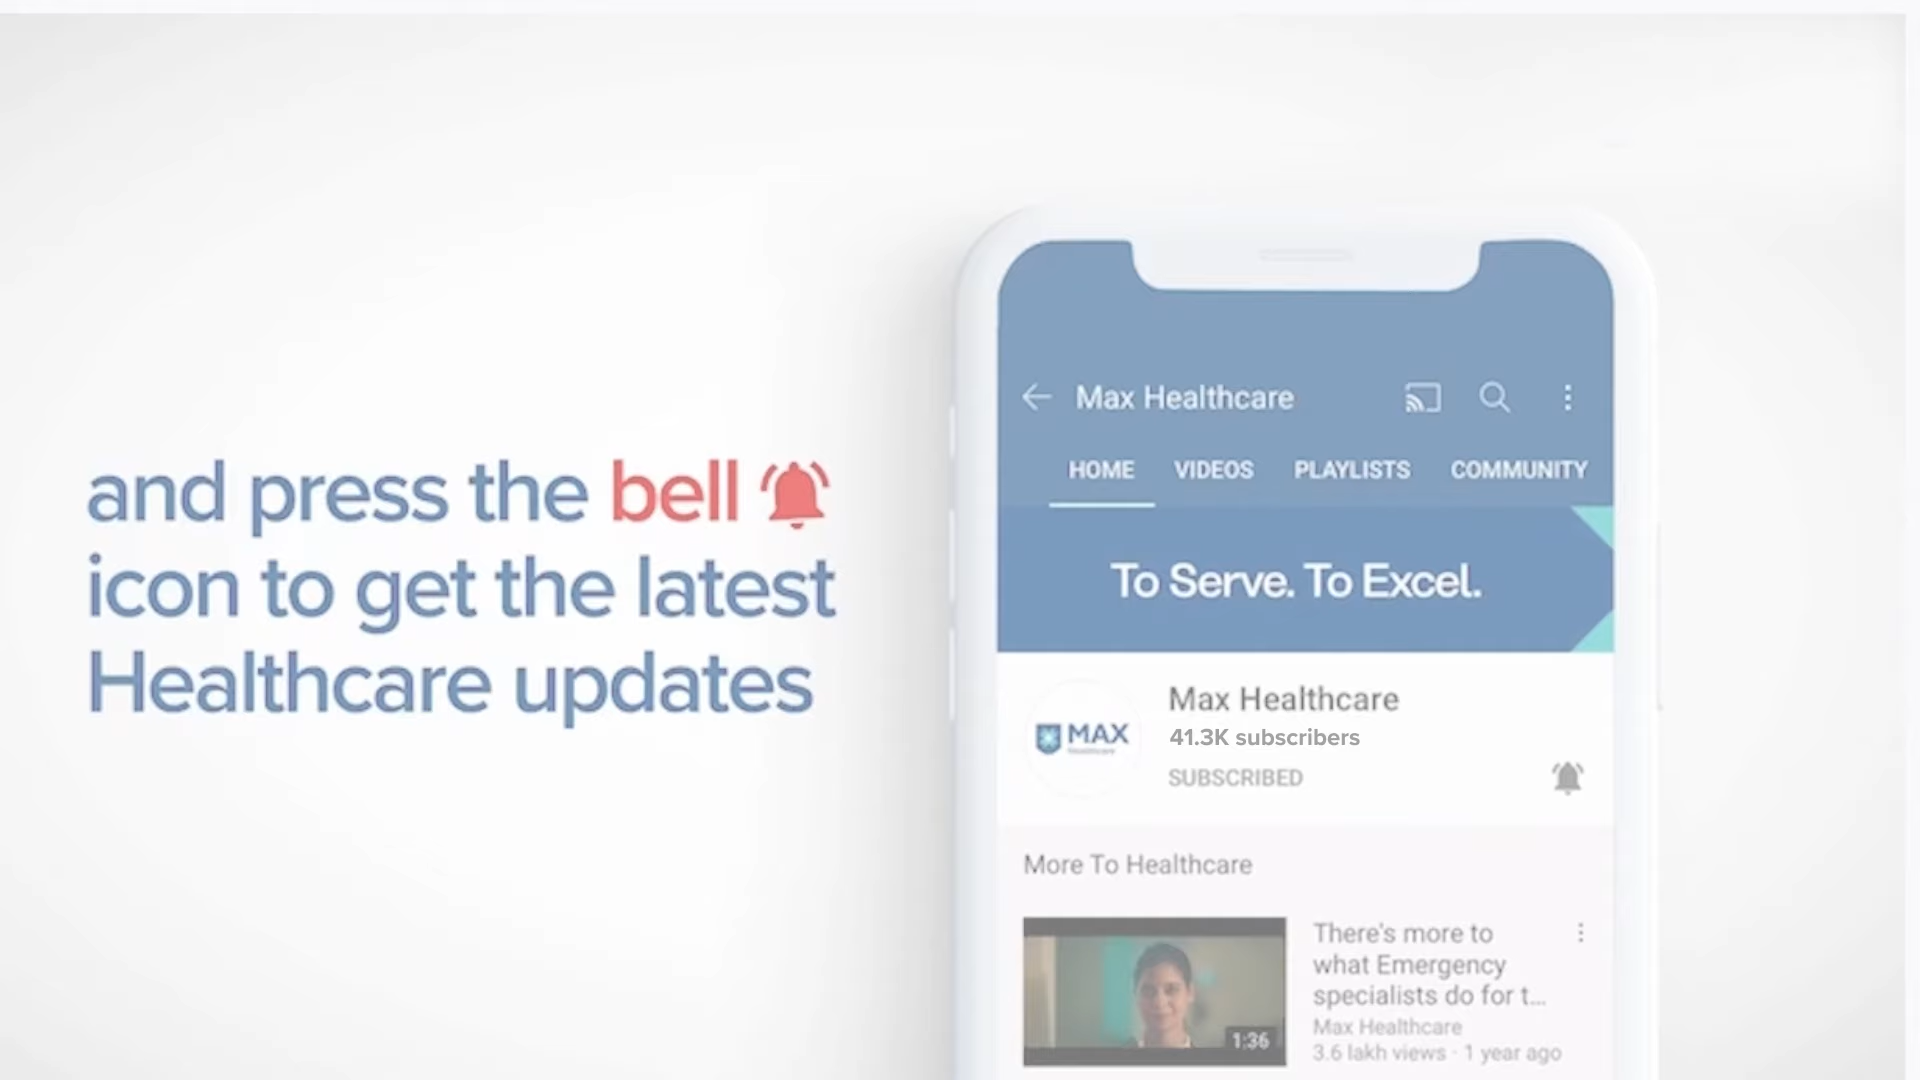 and press the bell
icon to get the latest
Healthcare updates
Max Healthcare
HOME VIDEOS PLAYLISTS COMMUNITY
To Serve. To Excel.
Max Healthcare
41.3K subscribers
SUBSCRIBED
MAX
Healthcare
More To Healthcare
There's more to
what Emergency
specialists do for t...
Max Healthcare
3.6 lakh views · 1 year ago
1:36